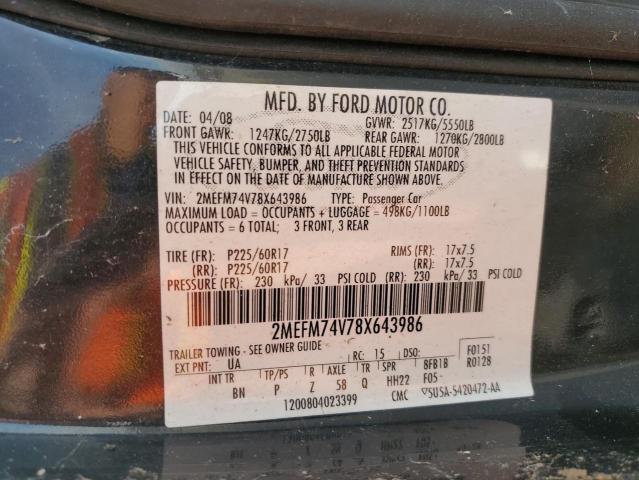 MFD. BY FORD MOTOR CO.
04/08 GVWR: 2517KG/5550LB
FRONT GAWR: 1247KG/2750LB REAR GAWR: 1270KG/2800LB
THIS VEHICLE CONFORMS TO ALL APPLICABLE FEDERAL MOTOR
VEHICLE SAFETY, BUMPER, AND THEFT PREVENTION STANDARDS
IN EFFECT ON THE DATE OF MANUFACTURE SHOWN ABOVE.
VIN: 2MEFM74V78X643986 TYPE: Passenger Car
MAXIMUM LOAD = OCCUPANTS + LUGGAGE = 498KG/1100LB
OCCUPANTS = 6 TOTAL; 3 FRONT, 3 REAR
TIRE (FR): P225/60R17 RIMS (FR): 17x7.5
(RR): P225/60R17 (RR): 17x7.5
PRESSURE (FR): 230 kPa/ 33 PSI COLD (RR): 230 kPa/ 33 PSI COLD
2MEFM74V78X643986
TRAILER TOWING - SEE OWNER GUIDE
EXT PNT: UA RC: 15 DSO: F0151
INT TR TP/PS R AXLE TR SPR 8FB1B R0128
BN P Z 58 Q HH22 F05-
1200804023399 CMC SU5A-5420472-AA